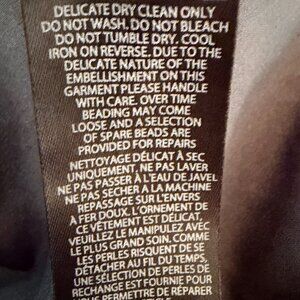 DELICATE DRY CLEAN ONLY
DO NOT WASH. DO NOT BLEACH
DO NOT TUMBLE DRY. COOL
IRON ON REVERSE. DUE TO THE
DELICATE NATURE OF THE
EMBELLISHMENT ON THIS
GARMENT PLEASE HANDLE
WITH CARE. OVER TIME
BEADING MAY COME
LOOSE AND A SELECTION
OF SPARE BEADS ARE
PROVIDED FOR REPAIRS
NETTOYAGE DÉLICAT À SEC
UNIQUEMENT, NE PAS LAVER
NE PAS PASSER À L'EAU DE JAVEL
NE PAS SÉCHER À LA MACHINE
REPASSAGE SUR L'ENVERS
À FER DOUX. L'ORNEMENT DE
CE VÊTEMENT EST DÉLICAT,
VEUILLEZ LE MANIPULEZ AVEC
LE PLUS GRAND SOIN. COMME
LES PERLES RISQUENT DE SE
DÉTACHER AU FIL DU TEMPS,
UNE SÉLECTION DE PERLES DE
RECHANGE EST FOURNIE POUR
VOUS PERMETTRE DE RÉPARER